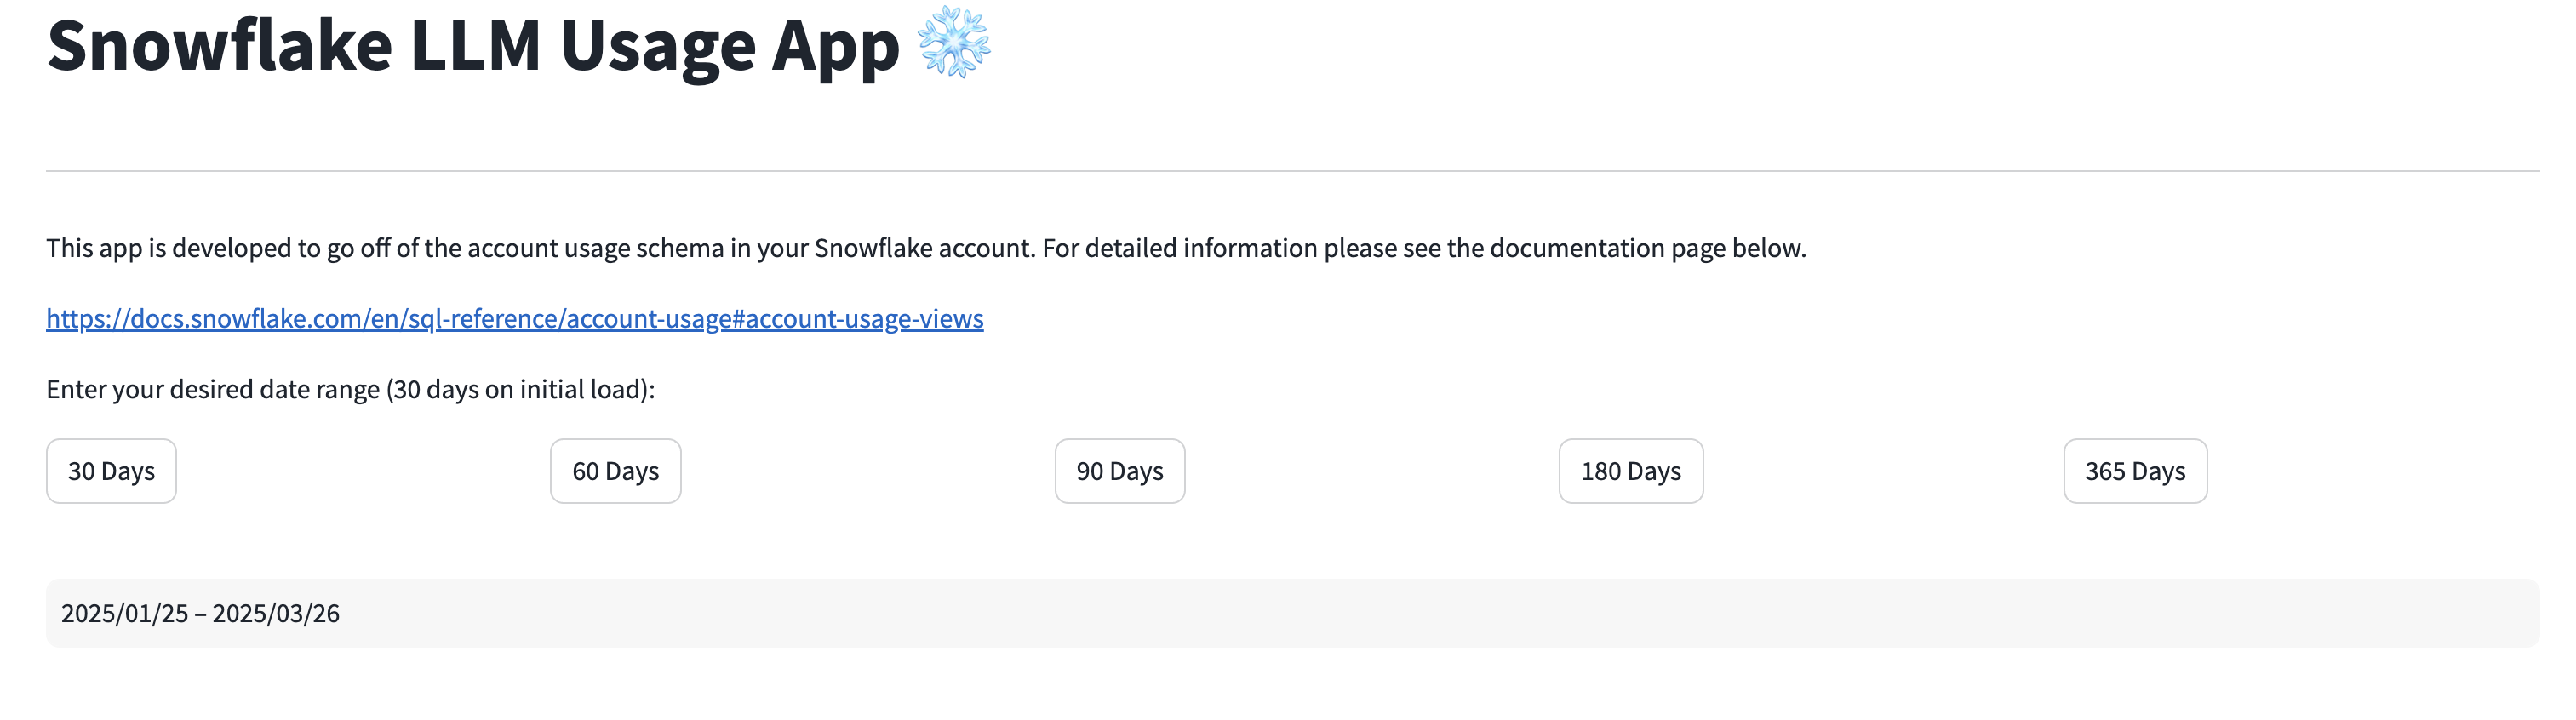 Snowflake LLM Usage App ❄️
This app is developed to go off of the account usage schema in your Snowflake account. For detailed information please see the documentation page below.
https://docs.snowflake.com/en/sql-reference/account-usage#account-usage-views
Enter your desired date range (30 days on initial load):
30 Days 60 Days 90 Days 180 Days 365 Days
2025/01/25 – 2025/03/26